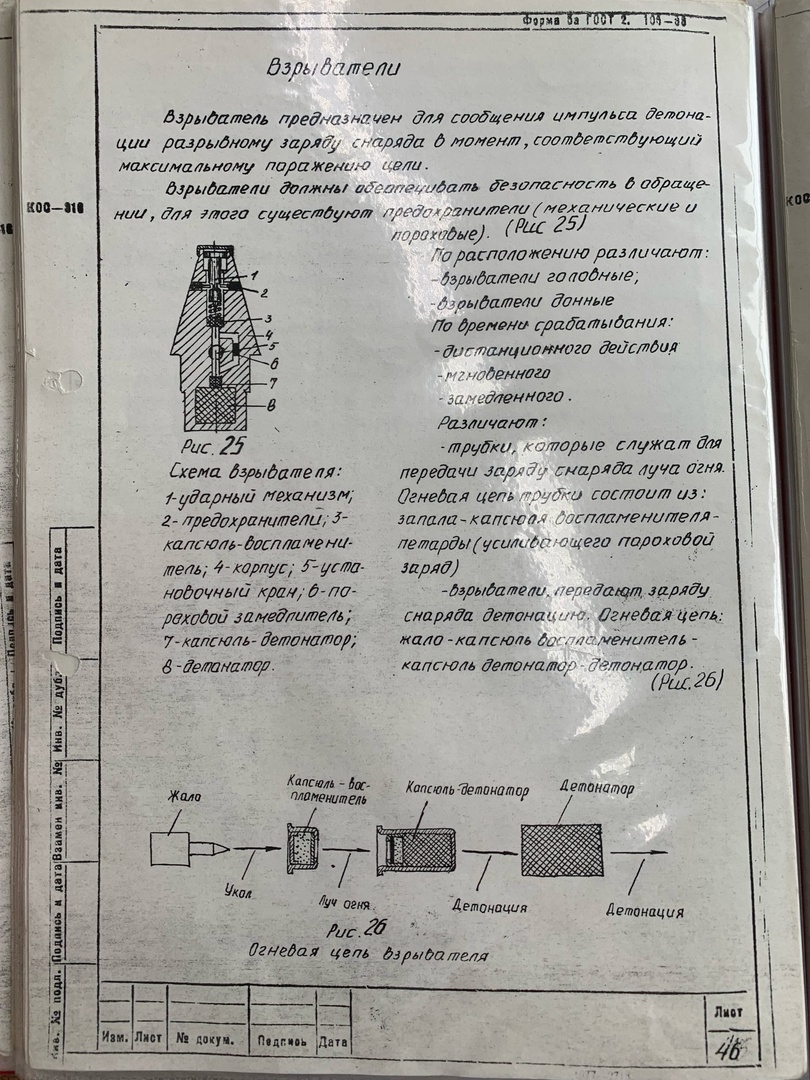 Форма 5а ГОСТ 2. 106-68
Взрыватели
Взрыватель предназначен для сообщения импульса детона-
ции разрывному заряду снаряда в момент, соответствующий
максимальному поражению цели.
Взрыватели должны обеспечивать безопасность в обраще-
нии, для этого существуют предохранители (механические и
пороховые). (Рис 25)
КОС-316
1
2
3
4
5
6
7
8
Рис. 25
Схема взрывателя:
1-ударный механизм;
2- предохранители; 3-
капсюль-воспламени-
тель; 4-корпус; 5-уста-
новочный кран; 6-по-
роховой замедлитель;
7-капсюль-детонатор;
8-детанатор.
По расположению различают:
-взрыватели головные;
-взрыватели донные
По времени срабатывания:
-дистанционного действия
-мгновенного
-замедленного.
Различают:
-трубки, которые служат для
передачи заряду снаряда луча огня.
Огневая цепь трубки состоит из:
запала-капсюля воспламенителя-
петарды (усиливающего пороховой
заряд)
-взрыватели, передают заряду
снаряда детонацию. Огневая цепь:
жало-капсюль воспламенитель-
капсюль детонатор-детонатор.
(Рис.26)
Жало
Капсюль-вос-
пламенитель
Капсюль-детонатор
Детонатор
Укол
Луч огня
Детонация
Детонация
Рис. 26
Огневая цепь взрывателя
Подпись и дата
Инв. № дубл.
Взамен инв. №
Подпись и дата
Инв. № подл.
Изм. Лист № докум. Подпись Дата
Лист
46